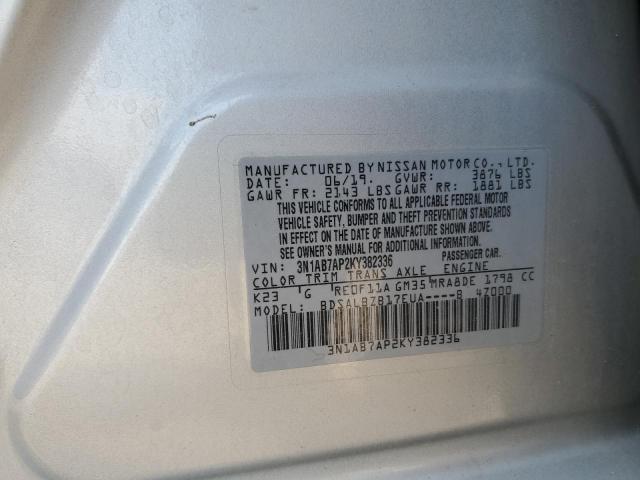 MANUFACTURED BY NISSAN MOTOR CO., LTD.
DATE: 06/19. GVWR: 3876 LBS
GAWR FR: 2143 LBS GAWR RR: 1881 LBS
THIS VEHICLE CONFORMS TO ALL APPLICABLE FEDERAL MOTOR
VEHICLE SAFETY, BUMPER AND THEFT PREVENTION STANDARDS
IN EFFECT ON THE DATE OF MANUFACTURE SHOWN ABOVE.
SEE OWNER'S MANUAL FOR ADDITIONAL INFORMATION.
VIN: 3N1AB7AP2KY382336 PASSENGER CAR
COLOR TRIM TRANS AXLE ENGINE
K23 G RE0F11A GM35 MRA8DE 1798 CC
MODEL: BDSALBZB17EUA----B 4Z000
3N1AB7AP2KY382336